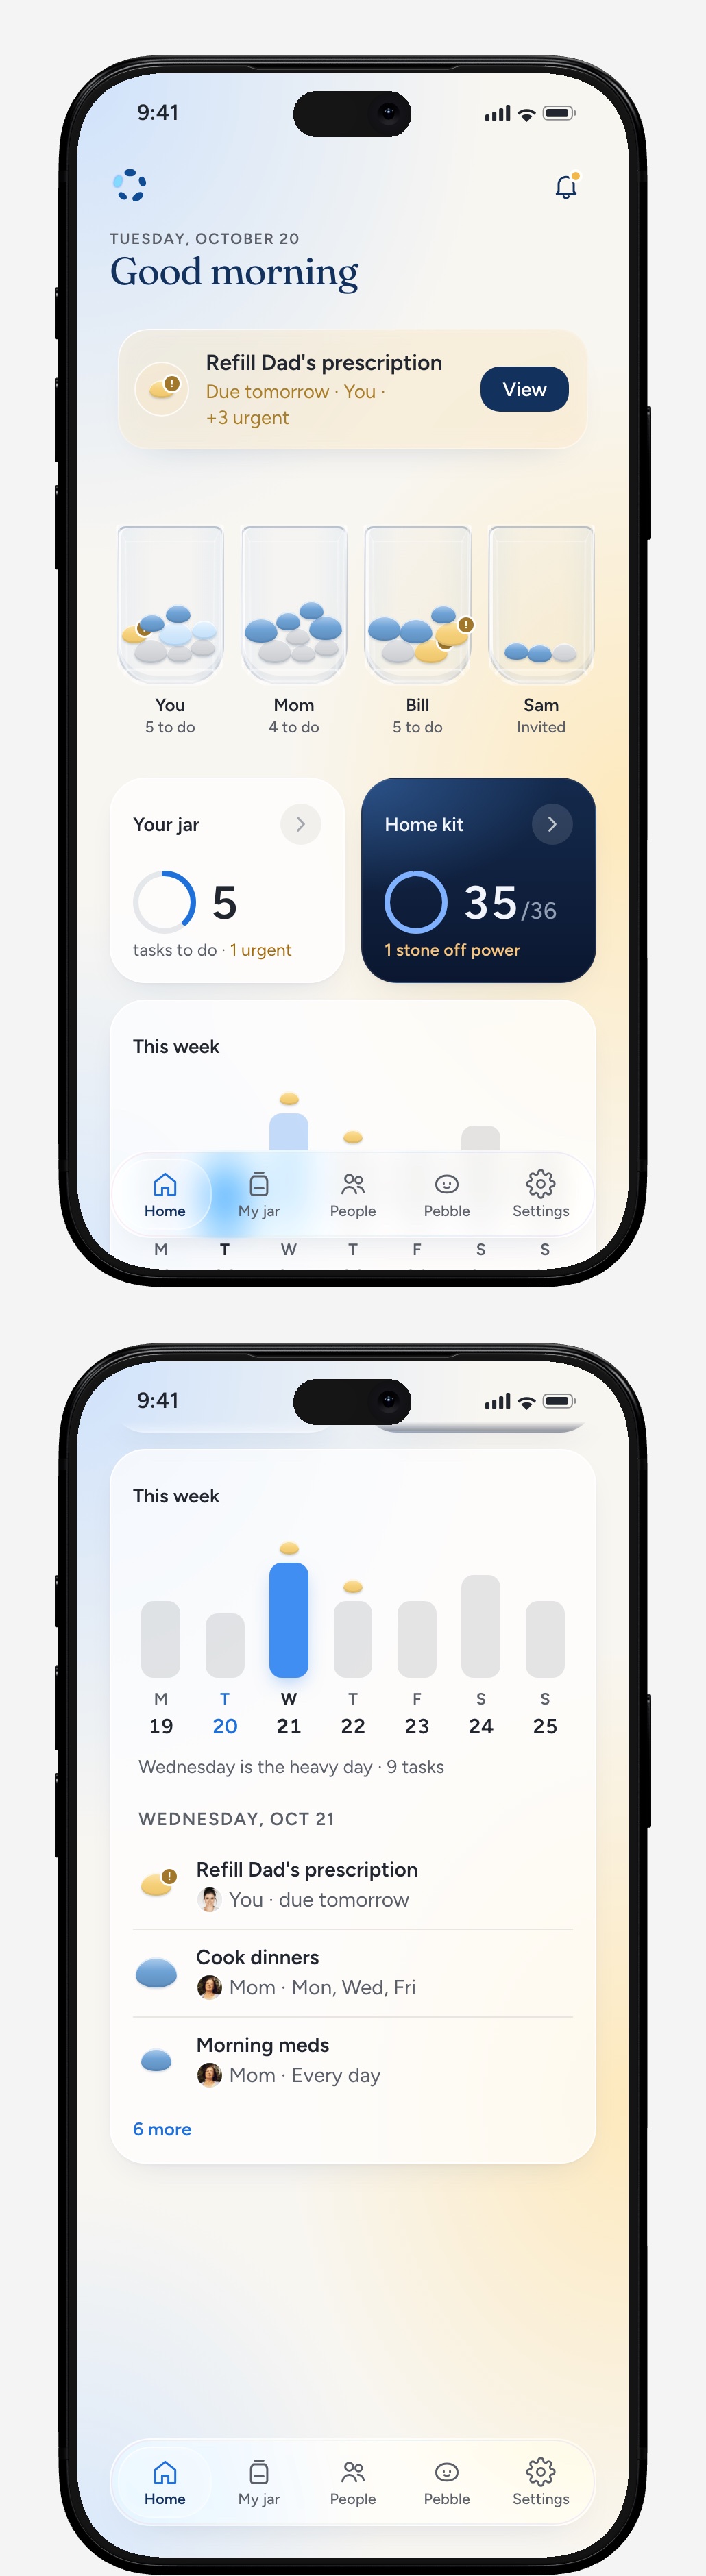 9:41
TUESDAY, OCTOBER 20
Good morning
Refill Dad's prescription
Due tomorrow · You ·
+3 urgent
View
!
!
You
5 to do
Mom
4 to do
Bill
5 to do
Sam
Invited
Your jar
5
tasks to do · 1 urgent
Home kit
35/36
1 stone off power
This week
Home
My jar
People
Pebble
Settings
M T W T F S S
9:41
This week
M T W T F S S
19 20 21 22 23 24 25
Wednesday is the heavy day · 9 tasks
WEDNESDAY, OCT 21
!
Refill Dad's prescription
You · due tomorrow
Cook dinners
Mom · Mon, Wed, Fri
Morning meds
Mom · Every day
6 more
Home
My jar
People
Pebble
Settings